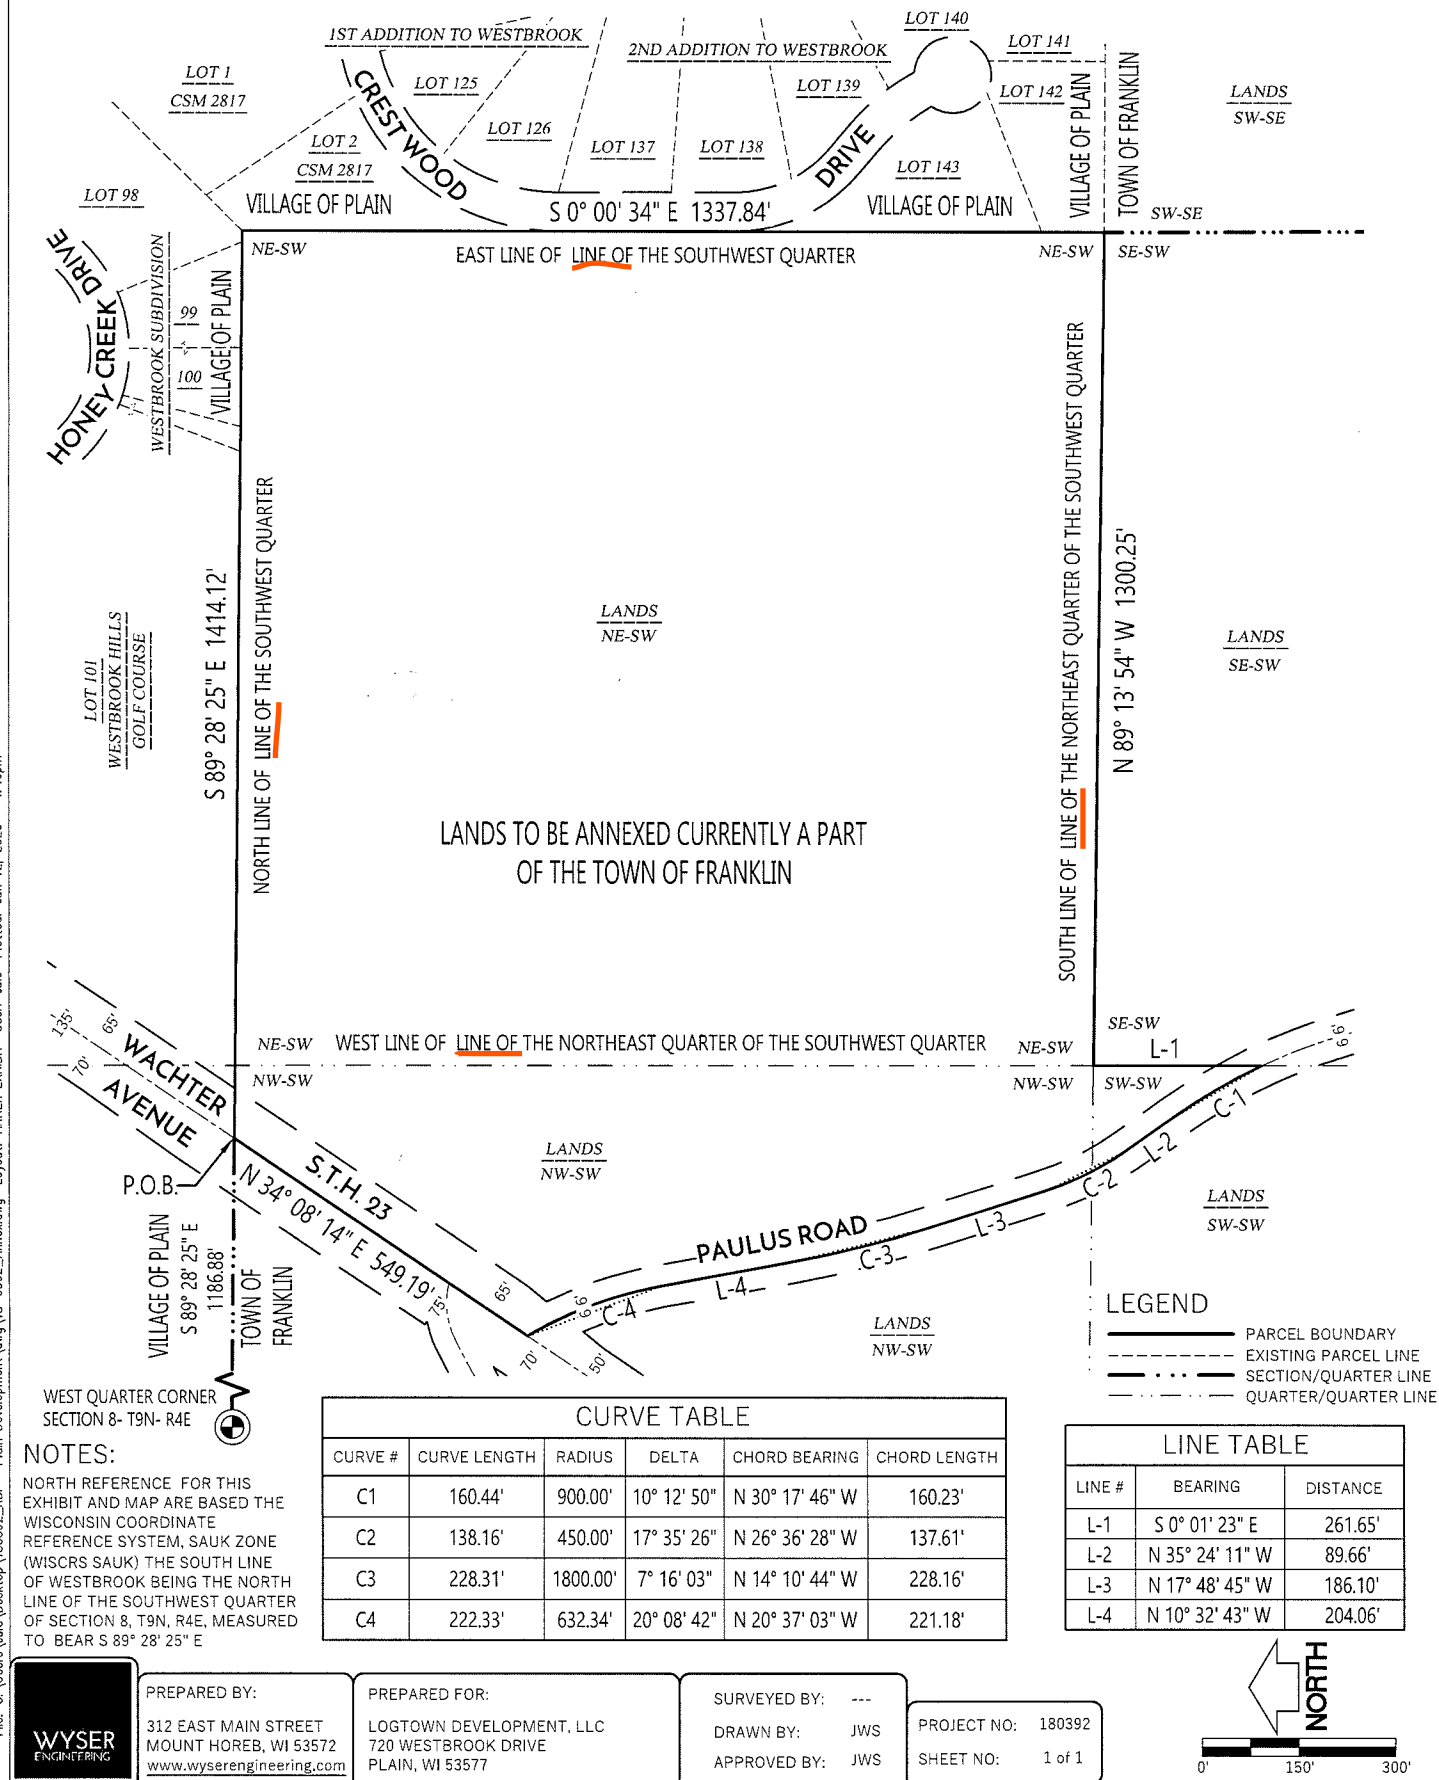 LOT 140
1ST ADDITION TO WESTBROOK
2ND ADDITION TO WESTBROOK
LOT 141
LOT 1
CSM 2817
LOT 125
LOT 139
LOT 142
LANDS
SW-SE
CRESTWOOD
DRIVE
LOT 126
LOT 137
LOT 138
LOT 2
CSM 2817
LOT 143
LOT 98
VILLAGE OF PLAIN
S 0° 00' 34" E 1337.84'
VILLAGE OF PLAIN
VILLAGE OF PLAIN
TOWN OF FRANKLIN
SW-SE
NE-SW
EAST LINE OF LINE OF THE SOUTHWEST QUARTER
NE-SW
SE-SW
HONEY CREEK DRIVE
WESTBROOK SUBDIVISION
99
100
VILLAGE OF PLAIN
NORTH LINE OF LINE OF THE SOUTHWEST QUARTER
S 89° 28' 25" E 1414.12'
LOT 101
WESTBROOK HILLS
GOLF COURSE
LANDS
NE-SW
SOUTH LINE OF LINE OF THE NORTHEAST QUARTER OF THE SOUTHWEST QUARTER
N 89° 13' 54" W 1300.25'
LANDS
SE-SW
LANDS TO BE ANNEXED CURRENTLY A PART
OF THE TOWN OF FRANKLIN
135'
65'
70'
WACHTER
AVENUE
NE-SW
WEST LINE OF LINE OF THE NORTHEAST QUARTER OF THE SOUTHWEST QUARTER
NE-SW
SE-SW
L-1
66'
NW-SW
NW-SW
SW-SW
P.O.B.
S.T.H. 23
N 34° 08' 14" E 549.19'
LANDS
NW-SW
C-1
L-2
C-2
L-3
C-3
L-4
C-4
PAULUS ROAD
LANDS
SW-SW
VILLAGE OF PLAIN
S 89° 28' 25" E
1186.88'
TOWN OF
FRANKLIN
75'
65'
66'
70'
50'
LANDS
NW-SW
WEST QUARTER CORNER
SECTION 8- T9N- R4E
LEGEND
PARCEL BOUNDARY
EXISTING PARCEL LINE
SECTION/QUARTER LINE
QUARTER/QUARTER LINE
NOTES:
NORTH REFERENCE FOR THIS
EXHIBIT AND MAP ARE BASED THE
WISCONSIN COORDINATE
REFERENCE SYSTEM, SAUK ZONE
(WISCRS SAUK) THE SOUTH LINE
OF WESTBROOK BEING THE NORTH
LINE OF THE SOUTHWEST QUARTER
OF SECTION 8, T9N, R4E, MEASURED
TO BEAR S 89° 28' 25" E
CURVE TABLE
CURVE # CURVE LENGTH RADIUS DELTA CHORD BEARING CHORD LENGTH
C1 160.44' 900.00' 10° 12' 50" N 30° 17' 46" W 160.23'
C2 138.16' 450.00' 17° 35' 26" N 26° 36' 28" W 137.61'
C3 228.31' 1800.00' 7° 16' 03" N 14° 10' 44" W 228.16'
C4 222.33' 632.34' 20° 08' 42" N 20° 37' 03" W 221.18'
LINE TABLE
LINE # BEARING DISTANCE
L-1 S 0° 01' 23" E 261.65'
L-2 N 35° 24' 11" W 89.66'
L-3 N 17° 48' 45" W 186.10'
L-4 N 10° 32' 43" W 204.06'
NORTH
0' 150' 300'
WYSER
ENGINEERING
PREPARED BY:
312 EAST MAIN STREET
MOUNT HOREB, WI 53572
www.wyserengineering.com
PREPARED FOR:
LOGTOWN DEVELOPMENT, LLC
720 WESTBROOK DRIVE
PLAIN, WI 53577
SURVEYED BY: ---
DRAWN BY: JWS
APPROVED BY: JWS
PROJECT NO: 180392
SHEET NO: 1 of 1